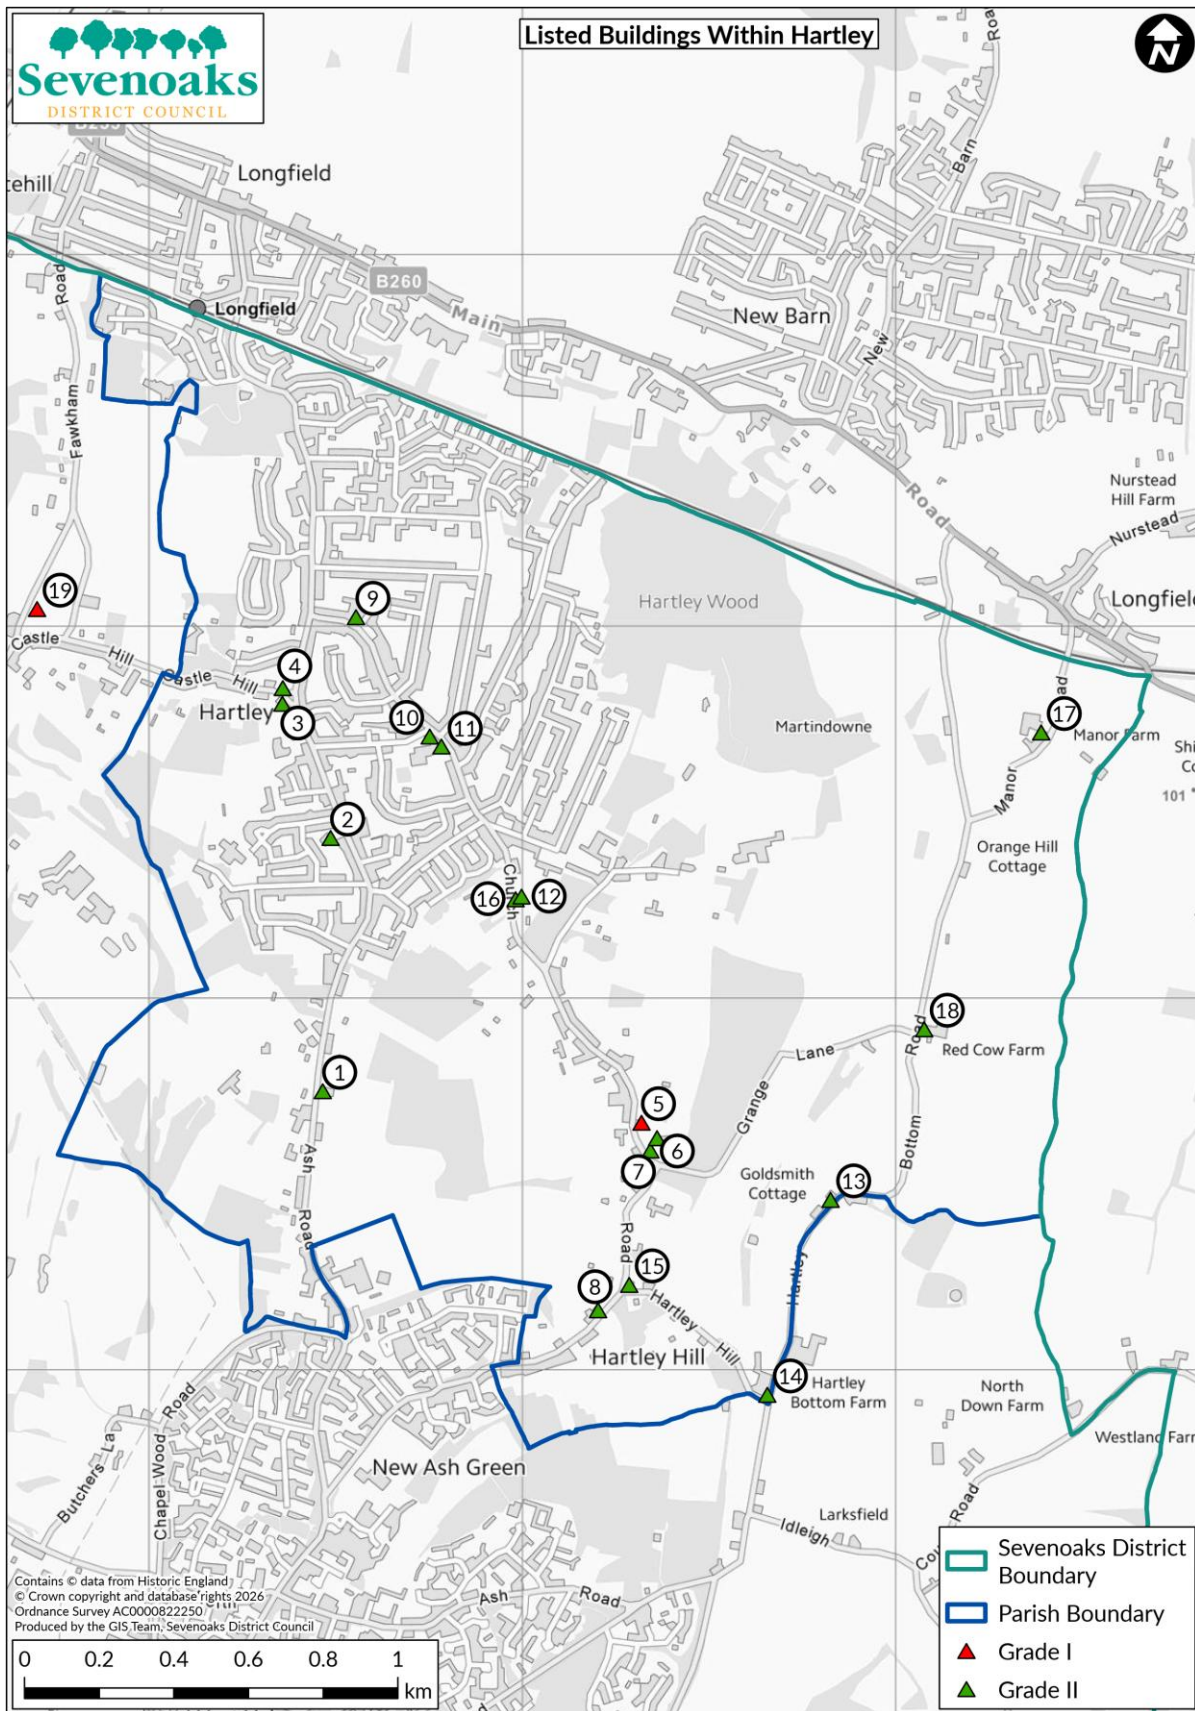 Sevenoaks
DISTRICT COUNCIL
Listed Buildings Within Hartley
N
Longfield
B260
Main
Road
Longfield
New Barn
New
Barn
Fawkham
Road
Nurstead
Hill Farm
Nurstead
Hartley Wood
19
9
Castle
Hill
Castle
Hill
4
Hartley
3
10
11
Martindowne
17
Manor Farm
101
2
Manor
Orange Hill
Cottage
16
Church
12
18
Road
Red Cow Farm
Lane
Grange
1
5
6
7
Bottom
Goldsmith
Cottage
13
Ash
Road
Road
15
8
Hartley
Hartley
Hill
Hartley Hill
14
Hartley
Bottom Farm
North
Down Farm
Westland Farm
Road
Butchers La
Chapel Wood
New Ash Green
Larksfield
Idleigh
Road
Ash
Road
Sevenoaks District
Boundary
Parish Boundary
Grade I
Grade II
Contains © data from Historic England
© Crown copyright and database rights 2026
Ordnance Survey AC0000822250
Produced by the GIS Team, Sevenoaks District Council
0 0.2 0.4 0.6 0.8 1
km